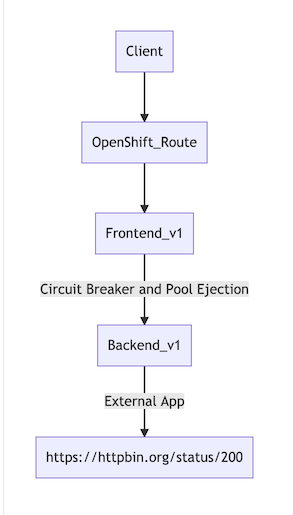 Client
OpenShift_Route
Frontend_v1
Circuit Breaker and Pool Ejection
Backend_v1
External App
https://httpbin.org/status/200